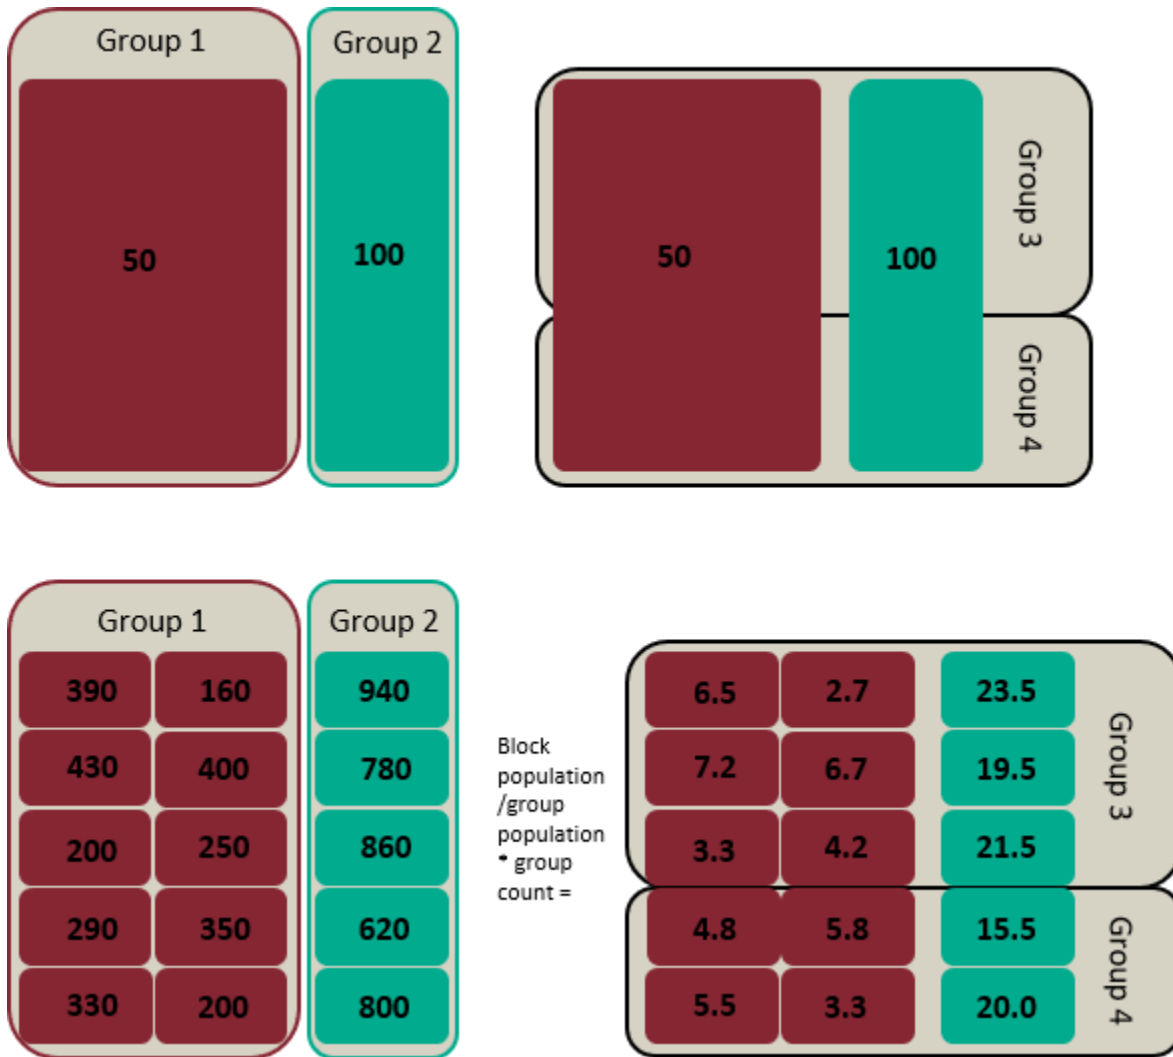 Group 1 Group 2
50 100
50 100
Group 3
Group 4
Group 1 Group 2
390 160 940
430 400 780
200 250 860
290 350 620
330 200 800
Block
population
/group
population
* group
count =
6.5 2.7 23.5
7.2 6.7 19.5
3.3 4.2 21.5
4.8 5.8 15.5
5.5 3.3 20.0
Group 3
Group 4